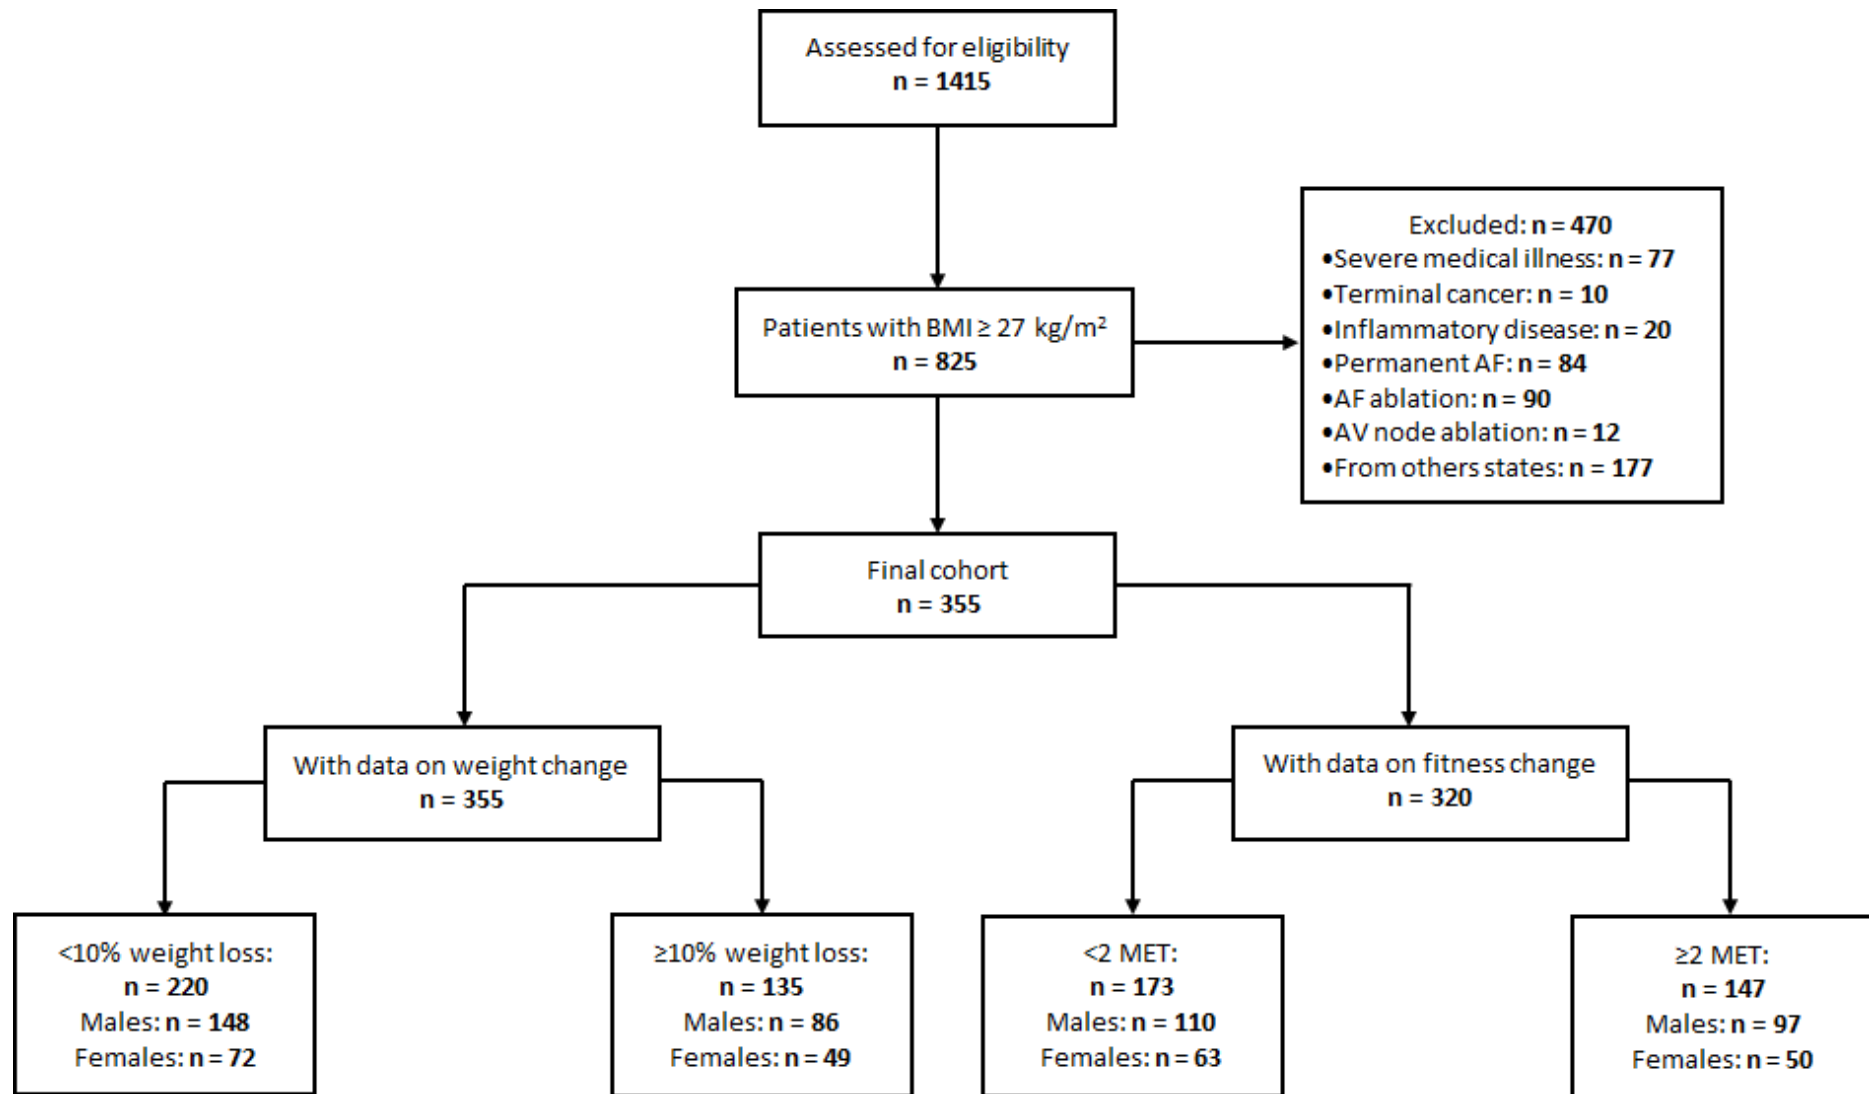 Assessed for eligibility
n = 1415
Excluded: n = 470
•Severe medical illness: n = 77
•Terminal cancer: n = 10
•Inflammatory disease: n = 20
•Permanent AF: n = 84
•AF ablation: n = 90
•AV node ablation: n = 12
•From others states: n = 177
Patients with BMI ≥ 27 kg/m²
n = 825
Final cohort
n = 355
With data on weight change
n = 355
With data on fitness change
n = 320
<10% weight loss:
n = 220
Males: n = 148
Females: n = 72
≥10% weight loss:
n = 135
Males: n = 86
Females: n = 49
<2 MET:
n = 173
Males: n = 110
Females: n = 63
≥2 MET:
n = 147
Males: n = 97
Females: n = 50